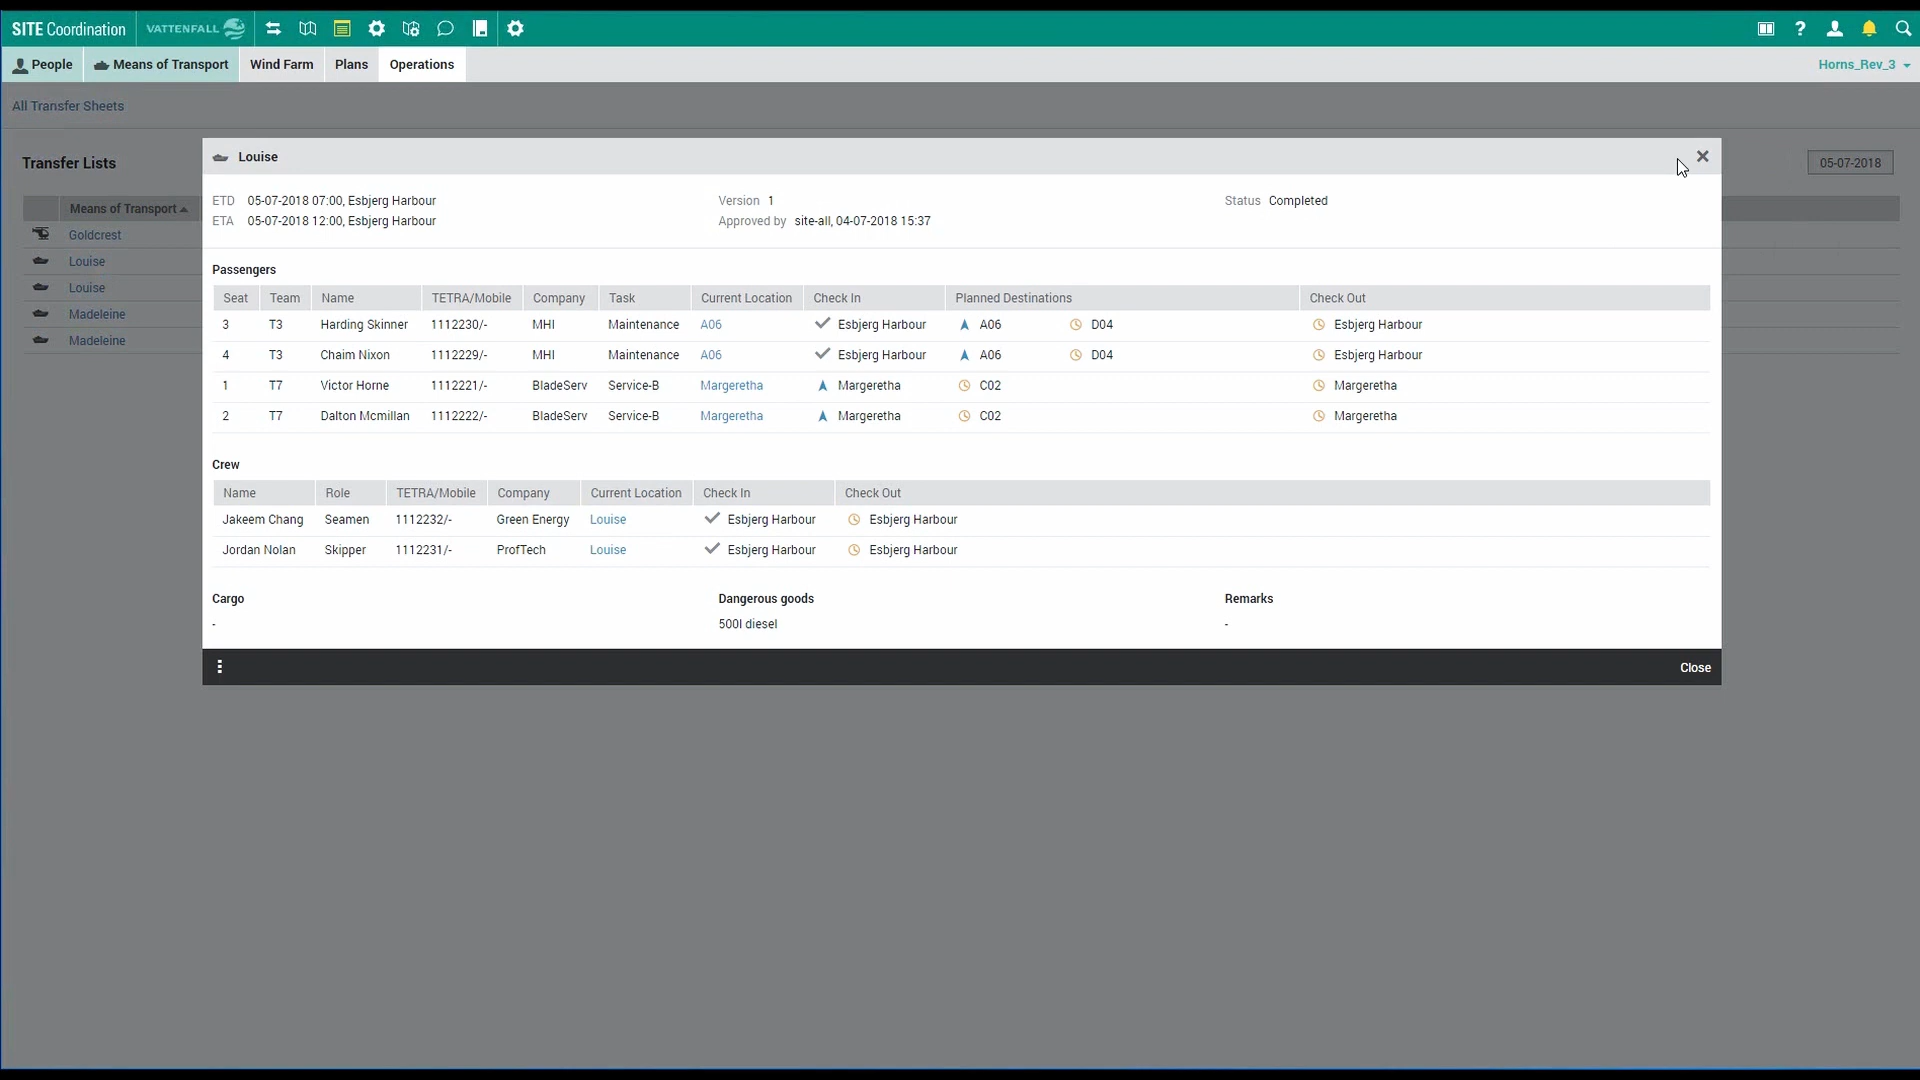 SITE Coordination VATTENFALL ?
People Means of Transport Wind Farm Plans Operations Horns_Rev_3
All Transfer Sheets
Transfer Lists 05-07-2018
Means of Transport
Goldcrest
Louise
Louise
Madeleine
Madeleine
Louise
ETD 05-07-2018 07:00, Esbjerg Harbour Version 1 Status Completed
ETA 05-07-2018 12:00, Esbjerg Harbour Approved by site-all, 04-07-2018 15:37
Passengers
Seat Team Name TETRA/Mobile Company Task Current Location Check In Planned Destinations Check Out
3 T3 Harding Skinner 1112230/- MHI Maintenance A06 Esbjerg Harbour A06 D04 Esbjerg Harbour
4 T3 Chaim Nixon 1112229/- MHI Maintenance A06 Esbjerg Harbour A06 D04 Esbjerg Harbour
1 T7 Victor Horne 1112221/- BladeServ Service-B Margeretha Margeretha C02 Margeretha
2 T7 Dalton Mcmillan 1112222/- BladeServ Service-B Margeretha Margeretha C02 Margeretha
Crew
Name Role TETRA/Mobile Company Current Location Check In Check Out
Jakeem Chang Seamen 1112232/- Green Energy Louise Esbjerg Harbour Esbjerg Harbour
Jordan Nolan Skipper 1112231/- ProfTech Louise Esbjerg Harbour Esbjerg Harbour
Cargo Dangerous goods Remarks
- 500l diesel -
Close